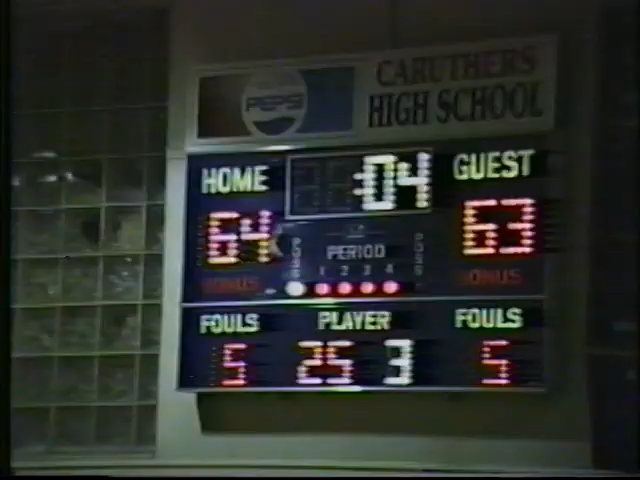 PEPSI
CARUTHERS
HIGH SCHOOL
HOME :04 GUEST
64 63
PERIOD
1 2 3 4
BONUS BONUS
FOULS PLAYER FOULS
5 25 3 5